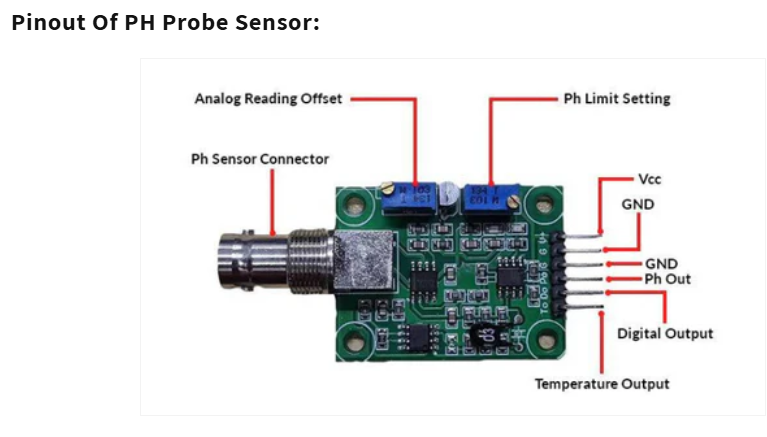 Pinout Of PH Probe Sensor:
Analog Reading Offset
Ph Limit Setting
Ph Sensor Connector
Vcc
GND
GND
Ph Out
Digital Output
Temperature Output